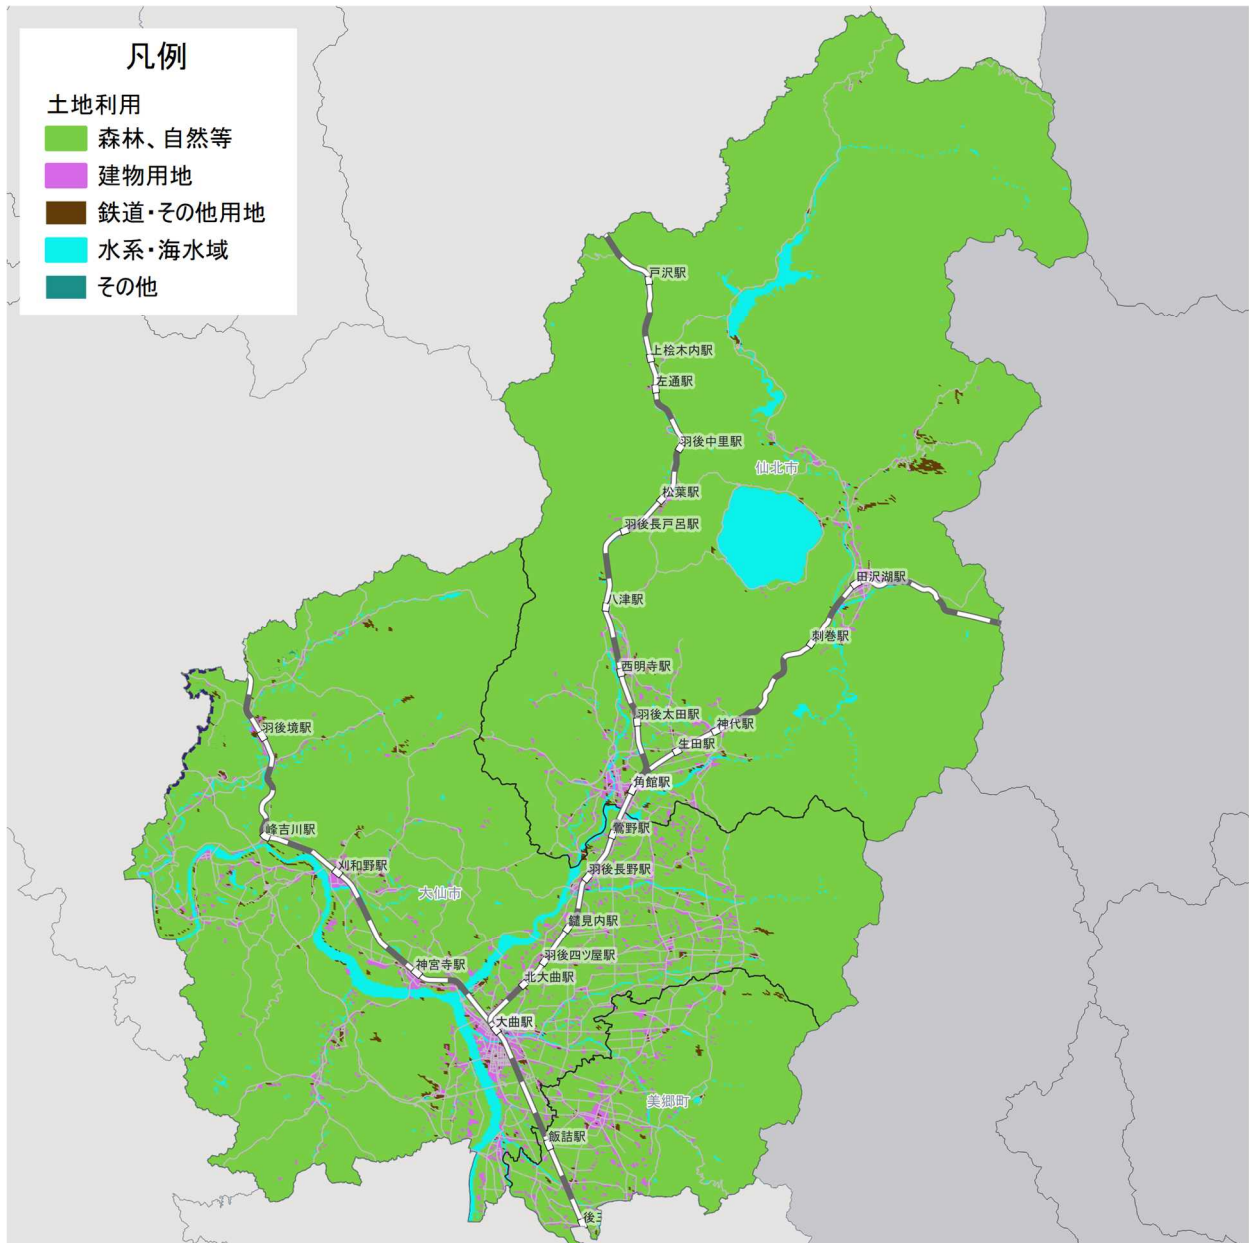 凡例
土地利用
森林、自然等
建物用地
鉄道・その他用地
水系・海水域
その他
戸沢駅
上桧木内駅
左通駅
羽後中里駅
仙北市
松葉駅
羽後長戸呂駅
田沢湖駅
八津駅
刺巻駅
西明寺駅
羽後太田駅
神代駅
羽後境駅
生田駅
角館駅
峰吉川駅
鶯野駅
刈和野駅
羽後長野駅
大仙市
鑓見内駅
羽後四ツ屋駅
神宮寺駅
北大曲駅
大曲駅
美郷町
飯詰駅
後三